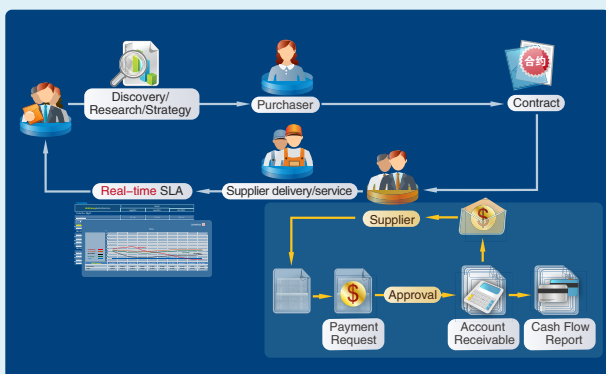 Discovery/
Research/Strategy
Purchaser
合约
Contract
Real-time SLA
Supplier delivery/service
Supplier
Approval
Payment
Request
Account
Receivable
Cash Flow
Report